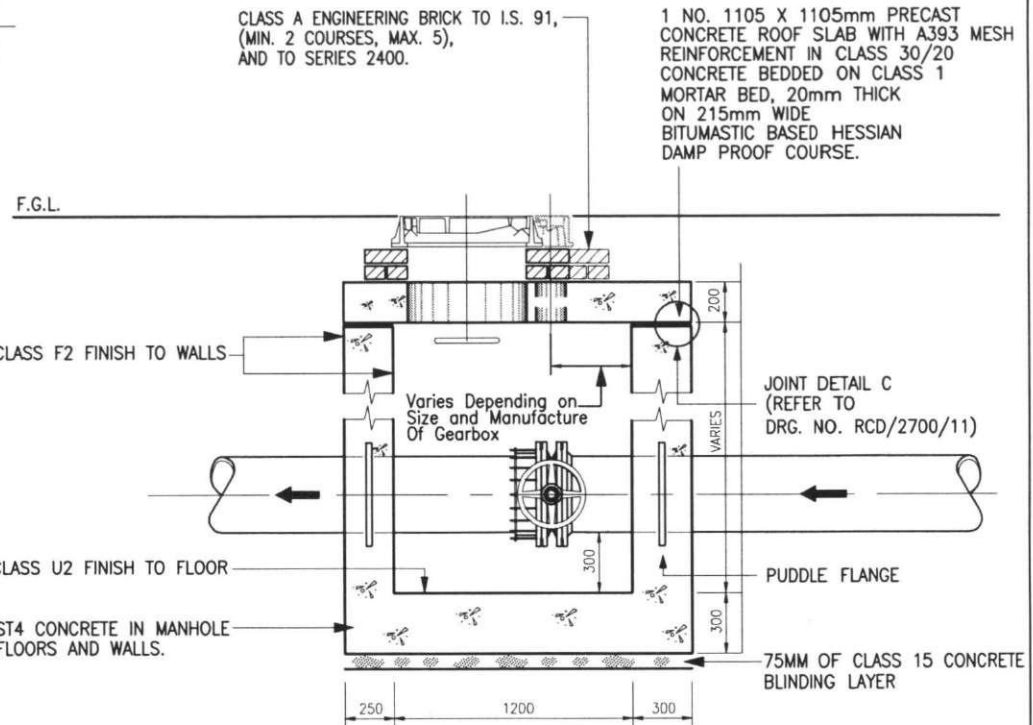 CLASS A ENGINEERING BRICK TO I.S. 91,
(MIN. 2 COURSES, MAX. 5),
AND TO SERIES 2400.
1 NO. 1105 X 1105mm PRECAST
CONCRETE ROOF SLAB WITH A393 MESH
REINFORCEMENT IN CLASS 30/20
CONCRETE BEDDED ON CLASS 1
MORTAR BED, 20mm THICK
ON 215mm WIDE
BITUMASTIC BASED HESSIAN
DAMP PROOF COURSE.
F.G.L.
200
CLASS F2 FINISH TO WALLS
Varies Depending on
Size and Manufacture
Of Gearbox
JOINT DETAIL C
(REFER TO
DRG. NO. RCD/2700/11)
VARIES
300
CLASS U2 FINISH TO FLOOR
PUDDLE FLANGE
300
ST4 CONCRETE IN MANHOLE
FLOORS AND WALLS.
75MM OF CLASS 15 CONCRETE
BLINDING LAYER
250
1200
300